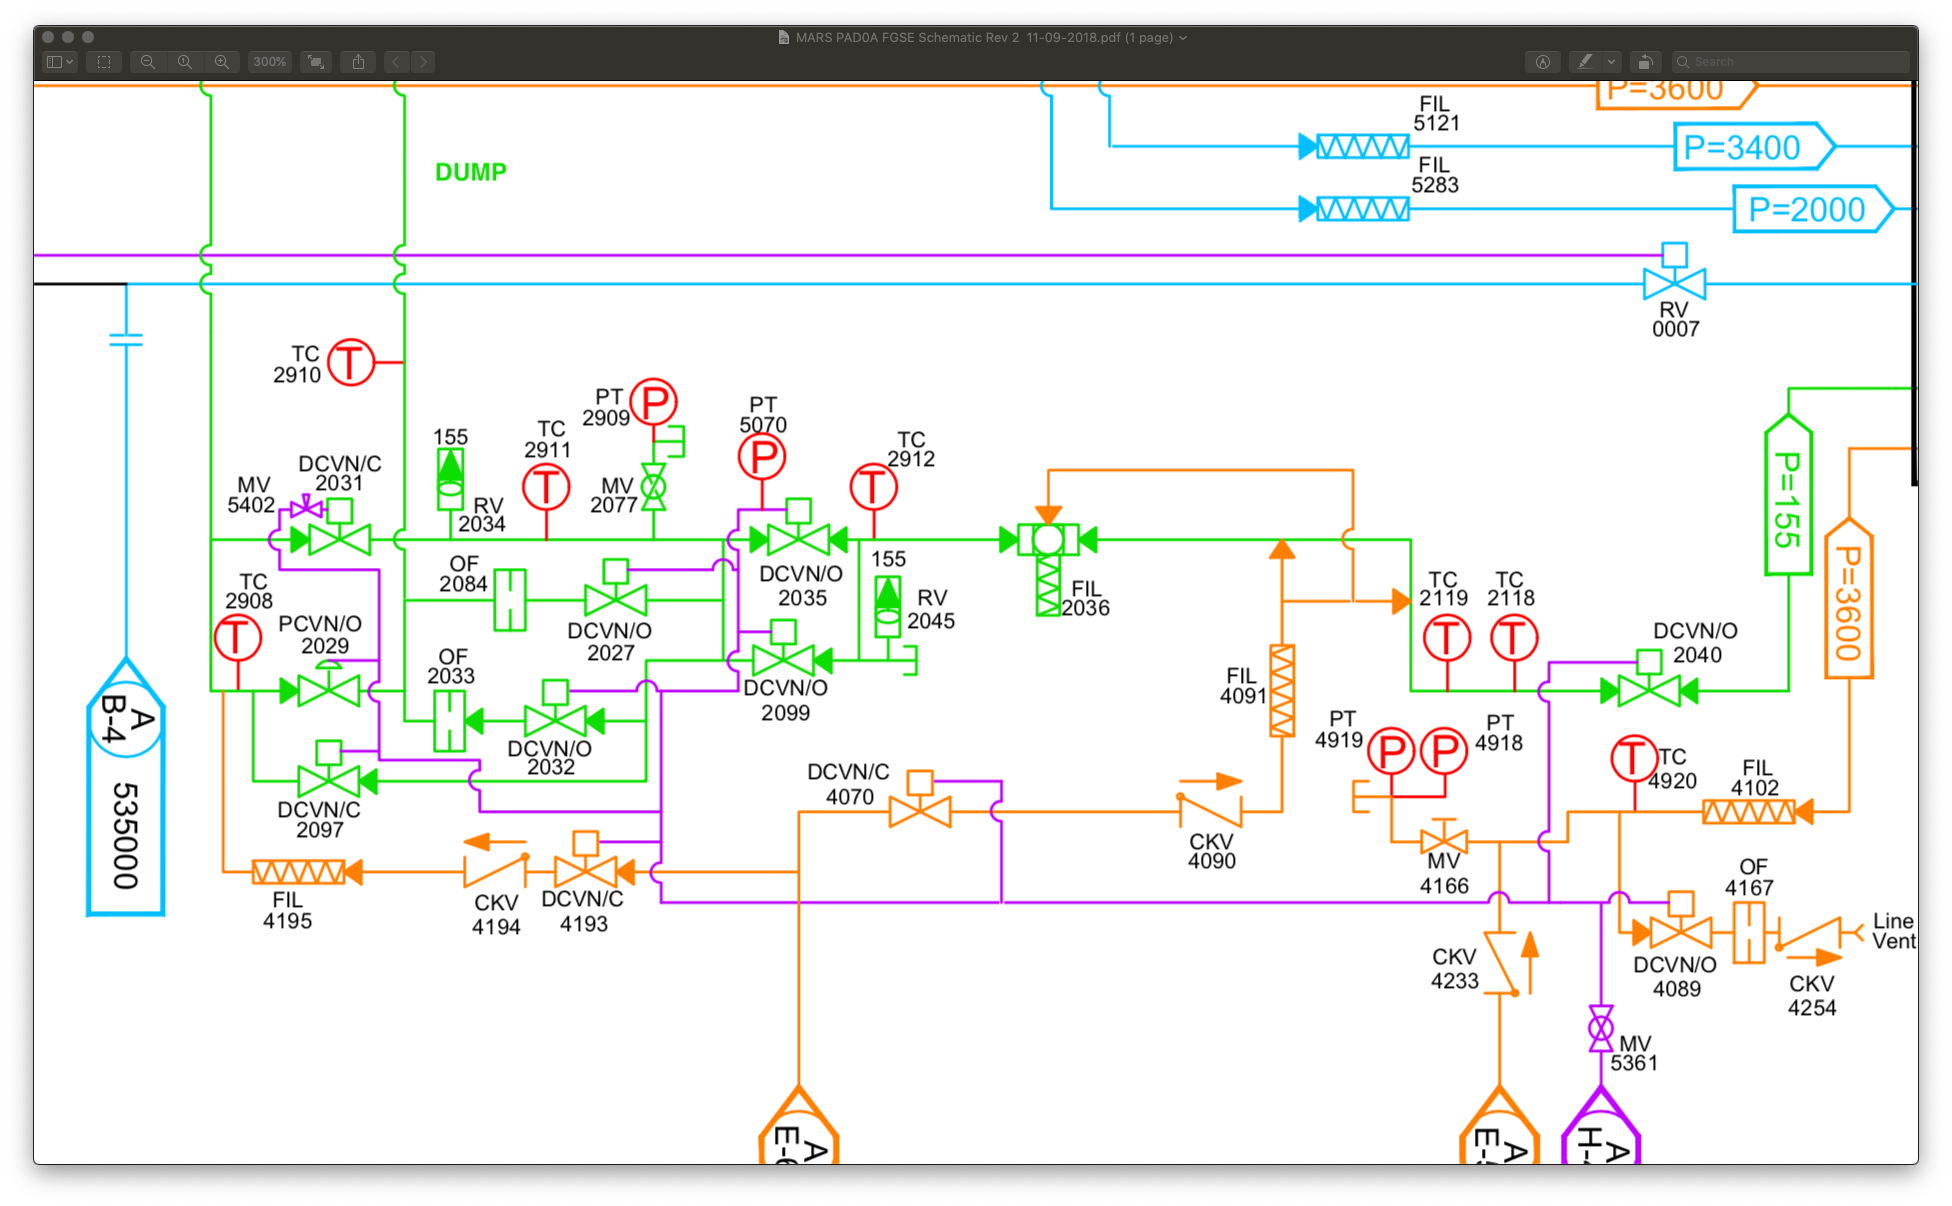 MARS PAD0A FGSE Schematic Rev 2 11-09-2018.pdf (1 page)
300%
Search
P=3600
FIL
5121
P=3400
FIL
5283
P=2000
DUMP
RV
0007
TC
2910
PT
2909
P
PT
5070
P
155
TC
2911
T
TC
2912
T
T
DCVN/C
2031
MV
5402
RV
2034
MV
2077
P=155
P=3600
OF
2084
DCVN/O
2035
155
RV
2045
FIL
2036
TC
2908
T
PCVN/O
2029
DCVN/O
2027
TC
2119
T
TC
2118
T
DCVN/O
2040
OF
2033
DCVN/O
2099
FIL
4091
A
B-4
535000
DCVN/O
2032
PT
4919
P
P
PT
4918
T
TC
4920
FIL
4102
DCVN/C
2097
DCVN/C
4070
CKV
4090
MV
4166
OF
4167
FIL
4195
CKV
4194
DCVN/C
4193
Line
Vent
CKV
4233
DCVN/O
4089
CKV
4254
MV
5361
A
A
A